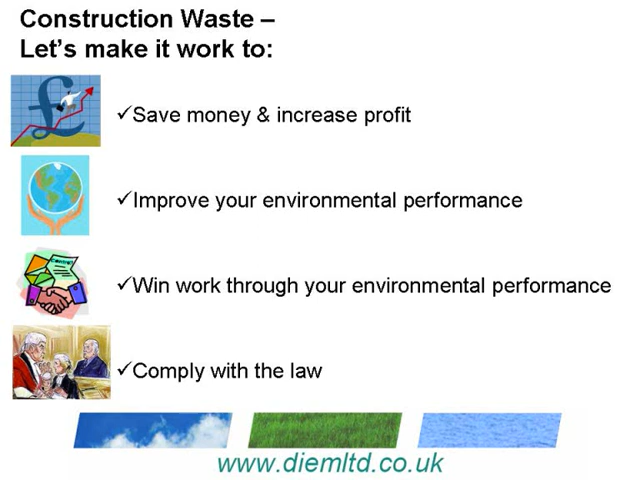 Construction Waste –
Let's make it work to:
✓Save money & increase profit
✓Improve your environmental performance
✓Win work through your environmental performance
✓Comply with the law
www.diemltd.co.uk